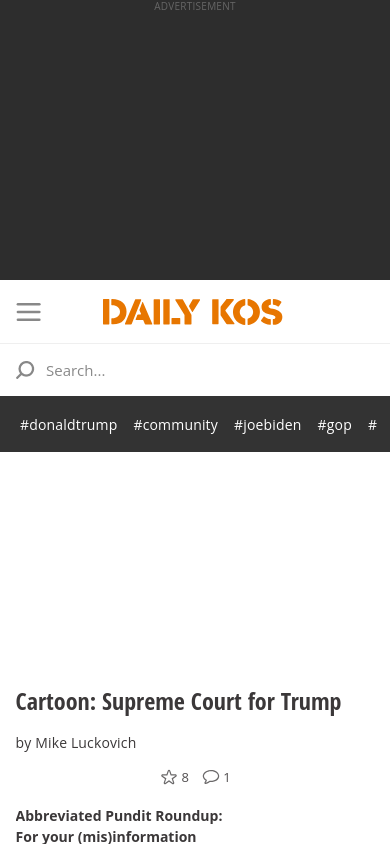 ADVERTISEMENT
DAILY KOS
Search...
#donaldtrump #community #joebiden #gop #
Cartoon: Supreme Court for Trump
by Mike Luckovich
8 1
Abbreviated Pundit Roundup:
For your (mis)information